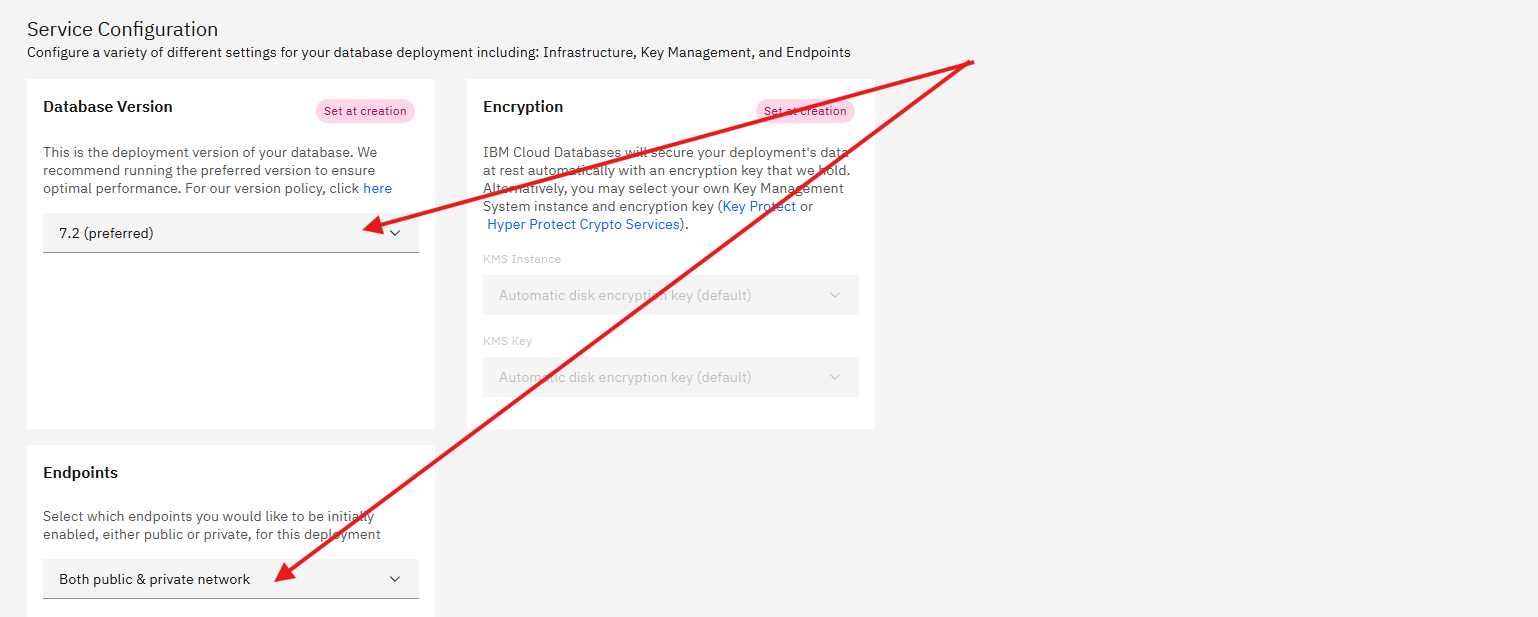 Service Configuration
Configure a variety of different settings for your database deployment including: Infrastructure, Key Management, and Endpoints
Database Version
Set at creation
This is the deployment version of your database. We
recommend running the preferred version to ensure
optimal performance. For our version policy, click here
7.2 (preferred)
Encryption
Set at creation
IBM Cloud Databases will secure your deployment's data
at rest automatically with an encryption key that we hold.
Alternatively, you may select your own Key Management
System instance and encryption key (Key Protect or
Hyper Protect Crypto Services).
KMS Instance
Automatic disk encryption key (default)
KMS Key
Automatic disk encryption key (default)
Endpoints
Select which endpoints you would like to be initially
enabled, either public or private, for this deployment
Both public & private network